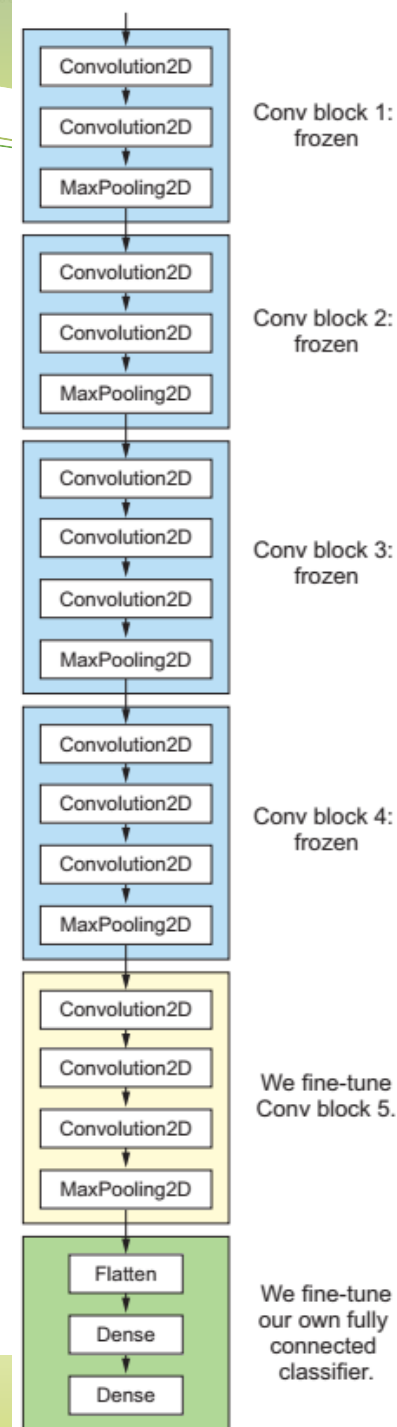 Convolution2D
Convolution2D
MaxPooling2D
Conv block 1:
frozen
Convolution2D
Convolution2D
MaxPooling2D
Conv block 2:
frozen
Convolution2D
Convolution2D
Convolution2D
MaxPooling2D
Conv block 3:
frozen
Convolution2D
Convolution2D
Convolution2D
MaxPooling2D
Conv block 4:
frozen
Convolution2D
Convolution2D
Convolution2D
MaxPooling2D
We fine-tune
Conv block 5.
Flatten
Dense
Dense
We fine-tune
our own fully
connected
classifier.